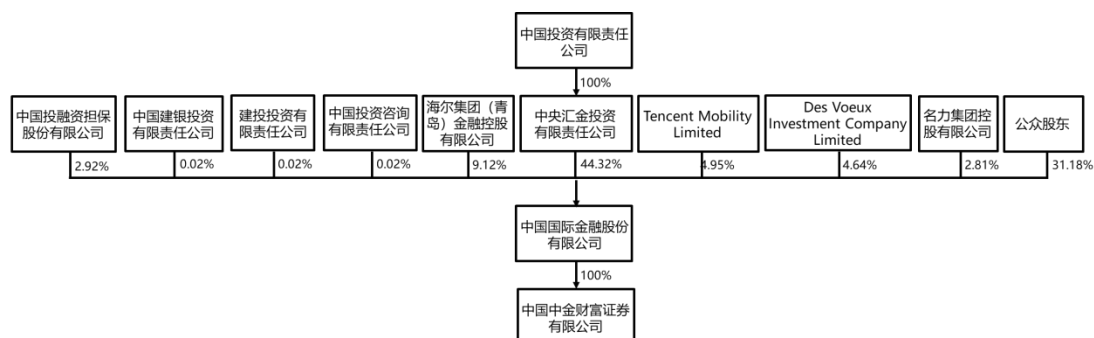 中国投资有限责任
公司
100%
中国投融资担保
股份有限公司
中国建银投资
有限责任公司
建投投资有
限责任公司
中国投资咨询
有限责任公司
海尔集团（青
岛）金融控股
有限公司
中央汇金投资
有限责任公司
Tencent Mobility
Limited
Des Voeux
Investment Company
Limited
名力集团控
股有限公司
公众股东
2.92%
0.02%
0.02%
0.02%
9.12%
44.32%
4.95%
4.64%
2.81%
31.18%
中国国际金融股份
有限公司
100%
中国中金财富证券
有限公司